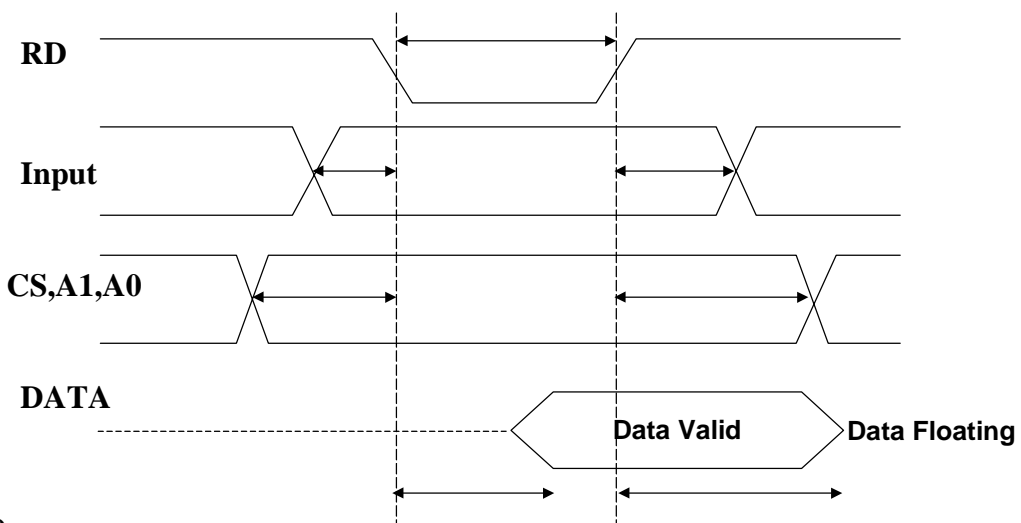 RD
Input
CS,A1,A0
DATA
Data Valid
Data Floating